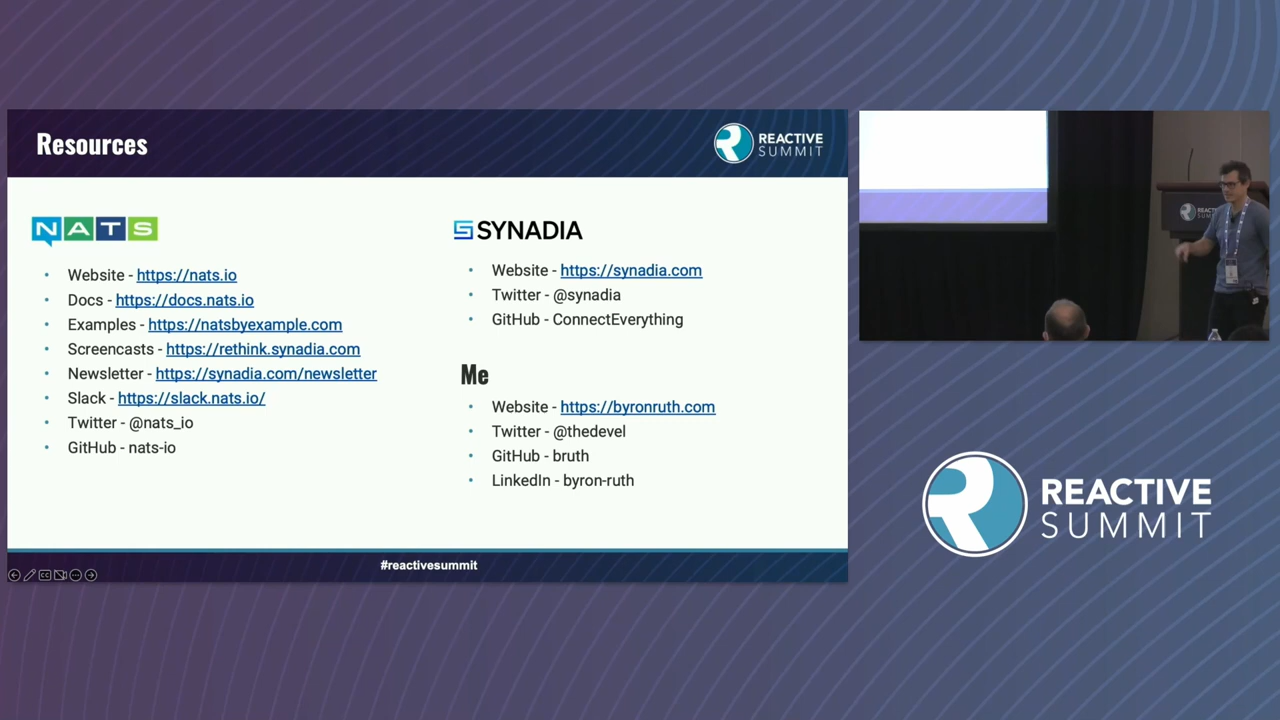 Resources
REACTIVE
SUMMIT
NATS
Website - https://nats.io
Docs - https://docs.nats.io
Examples - https://natsbyexample.com
Screencasts - https://rethink.synadia.com
Newsletter - https://synadia.com/newsletter
Slack - https://slack.nats.io/
Twitter - @nats_io
GitHub - nats-io
SYNADIA
Website - https://synadia.com
Twitter - @synadia
GitHub - ConnectEverything
Me
Website - https://byronruth.com
Twitter - @thedevel
GitHub - bruth
LinkedIn - byron-ruth
#reactivesummit
REACTIVE
SUMMIT